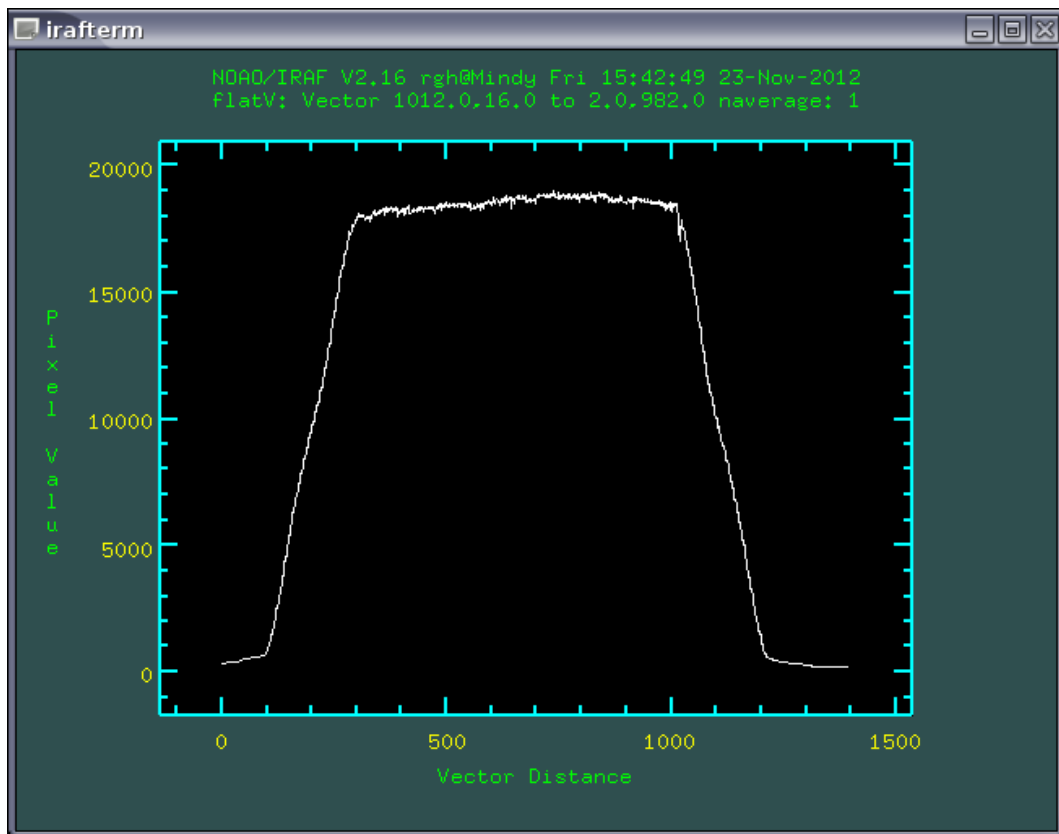 irafterm
NOAO/IRAF V2.16 rgh@Mindy Fri 15:42:49 23-Nov-2012
flatV: Vector 1012.0,16.0 to 2.0,982.0 naverage: 1
20000
15000
10000
5000
0
Pixel Value
0 500 1000 1500
Vector Distance